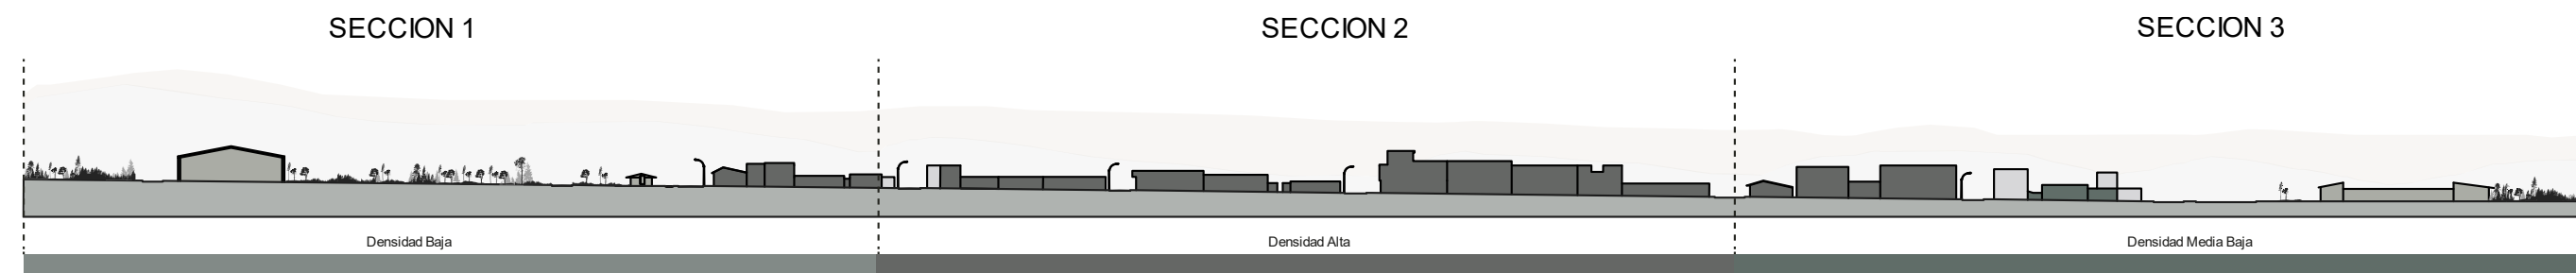 SECCION 1
SECCION 2
SECCION 3
Densidad Baja
Densidad Alta
Densidad Media Baja